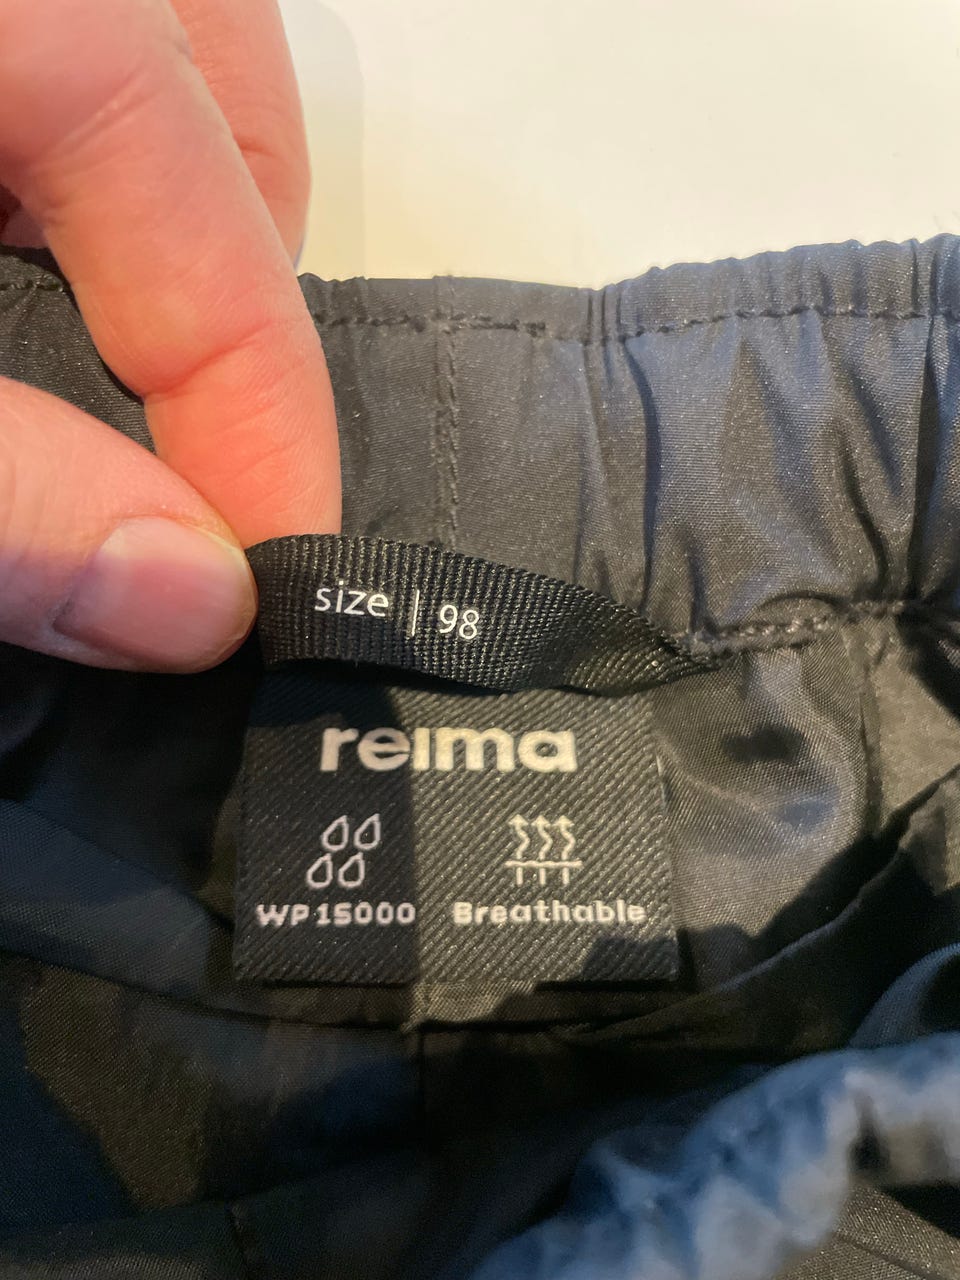 size | 98
reima
WP 15000
Breathable